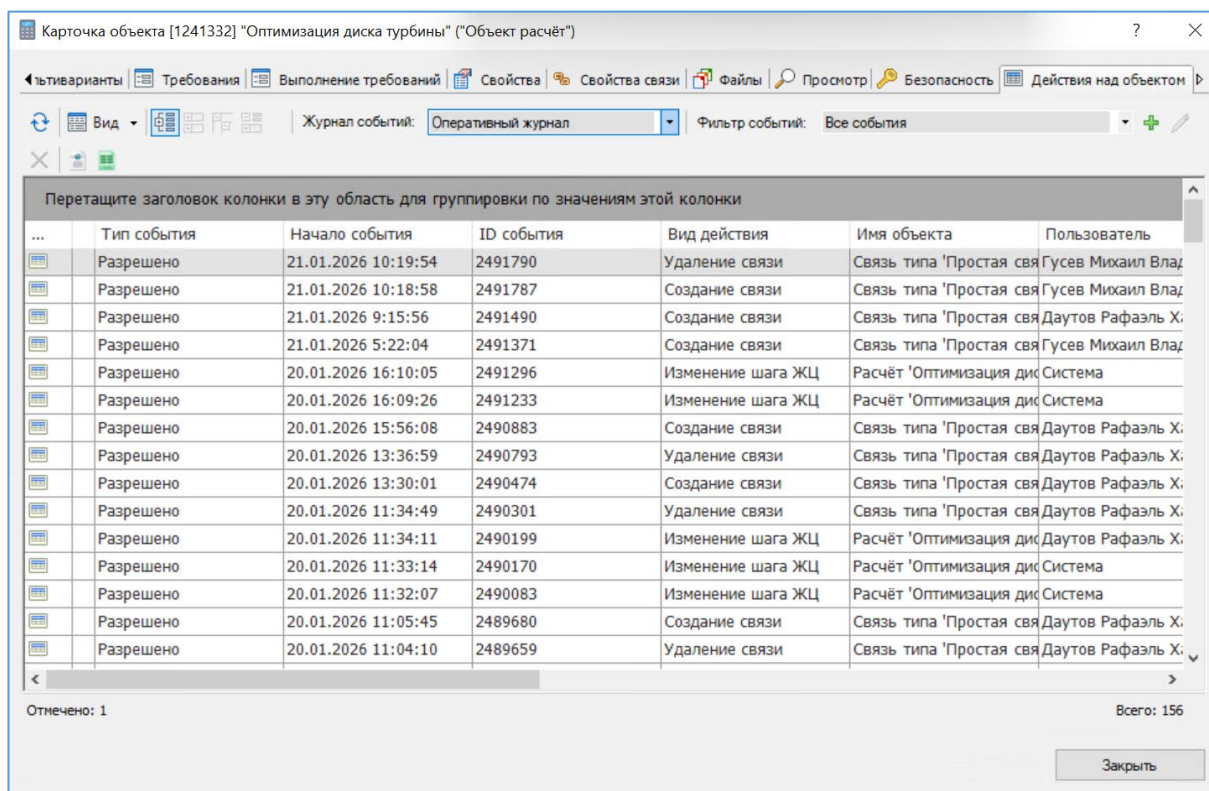 Карточка объекта [1241332] "Оптимизация диска турбины" ("Объект расчёт") ?
льтиварианты Требования Выполнение требований Свойства Свойства связи Файлы Просмотр Безопасность Действия над объектом
Вид Журнал событий: Оперативный журнал Фильтр событий: Все события
Перетащите заголовок колонки в эту область для группировки по значениям этой колонки
... Тип события Начало события ID события Вид действия Имя объекта Пользователь
Разрешено 21.01.2026 10:19:54 2491790 Удаление связи Связь типа 'Простая свя Гусев Михаил Влад
Разрешено 21.01.2026 10:18:58 2491787 Создание связи Связь типа 'Простая свя Гусев Михаил Влад
Разрешено 21.01.2026 9:15:56 2491490 Создание связи Связь типа 'Простая свя Даутов Рафаэль Ха
Разрешено 21.01.2026 5:22:04 2491371 Создание связи Связь типа 'Простая свя Гусев Михаил Влад
Разрешено 20.01.2026 16:10:05 2491296 Изменение шага ЖЦ Расчёт 'Оптимизация дис Система
Разрешено 20.01.2026 16:09:26 2491233 Изменение шага ЖЦ Расчёт 'Оптимизация дис Система
Разрешено 20.01.2026 15:56:08 2490883 Создание связи Связь типа 'Простая свя Даутов Рафаэль Ха
Разрешено 20.01.2026 13:36:59 2490793 Удаление связи Связь типа 'Простая свя Даутов Рафаэль Ха
Разрешено 20.01.2026 13:30:01 2490474 Создание связи Связь типа 'Простая свя Даутов Рафаэль Ха
Разрешено 20.01.2026 11:34:49 2490301 Удаление связи Связь типа 'Простая свя Даутов Рафаэль Ха
Разрешено 20.01.2026 11:34:11 2490199 Изменение шага ЖЦ Расчёт 'Оптимизация дис Даутов Рафаэль Ха
Разрешено 20.01.2026 11:33:14 2490170 Изменение шага ЖЦ Расчёт 'Оптимизация дис Система
Разрешено 20.01.2026 11:32:07 2490083 Изменение шага ЖЦ Расчёт 'Оптимизация дис Система
Разрешено 20.01.2026 11:05:45 2489680 Создание связи Связь типа 'Простая свя Даутов Рафаэль Ха
Разрешено 20.01.2026 11:04:10 2489659 Удаление связи Связь типа 'Простая свя Даутов Рафаэль Ха
Отмечено: 1 Всего: 156
Закрыть